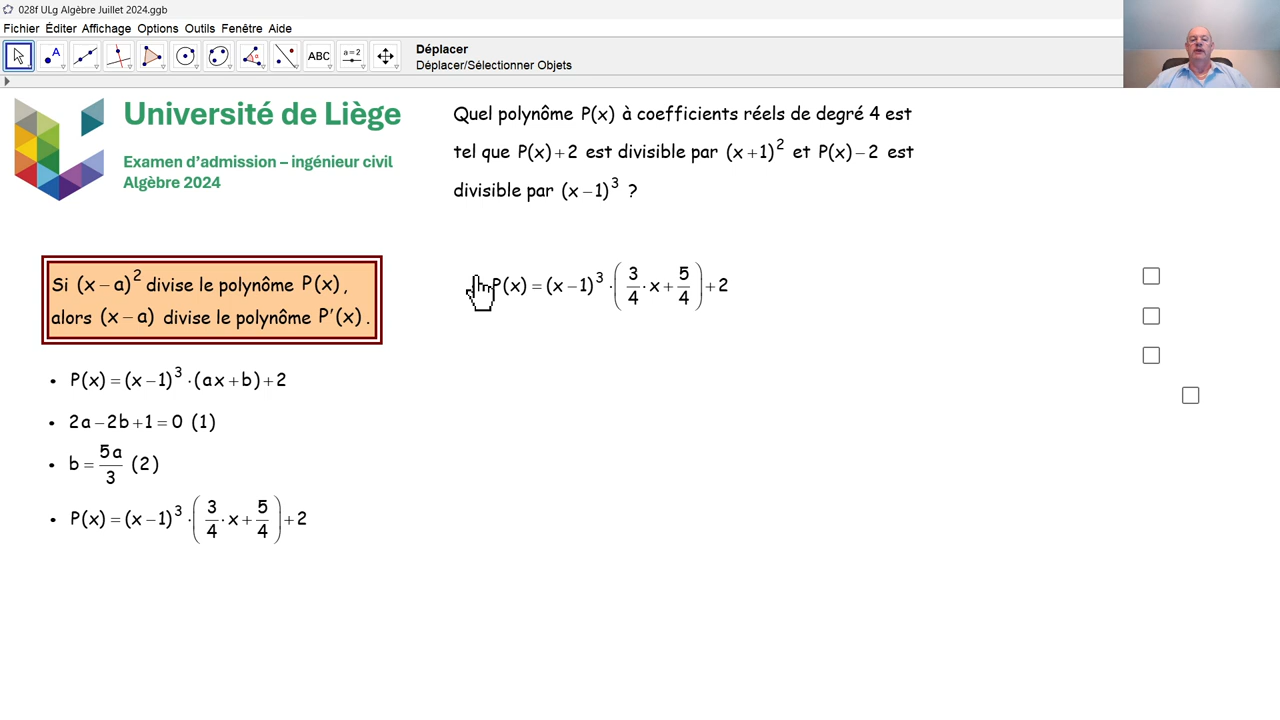 028f ULg Algèbre Juillet 2024.ggb
Fichier Éditer Affichage Options Outils Fenêtre Aide
A
ABC
a=2
Déplacer
Déplacer/Sélectionner Objets
Université de Liège
Examen d’admission – ingénieur civil
Algèbre 2024
Quel polynôme P(x) à coefficients réels de degré 4 est
tel que P(x)+2 est divisible par (x+1)² et P(x)−2 est
divisible par (x−1)³ ?
Si (x−a)² divise le polynôme P(x),
alors (x−a) divise le polynôme P'(x).
• P(x)=(x−1)³·(ax+b)+2
• 2a−2b+1=0 (1)
• b=5a/3 (2)
• P(x)=(x−1)³·(3/4·x+5/4)+2
P(x)=(x−1)³·(3/4·x+5/4)+2